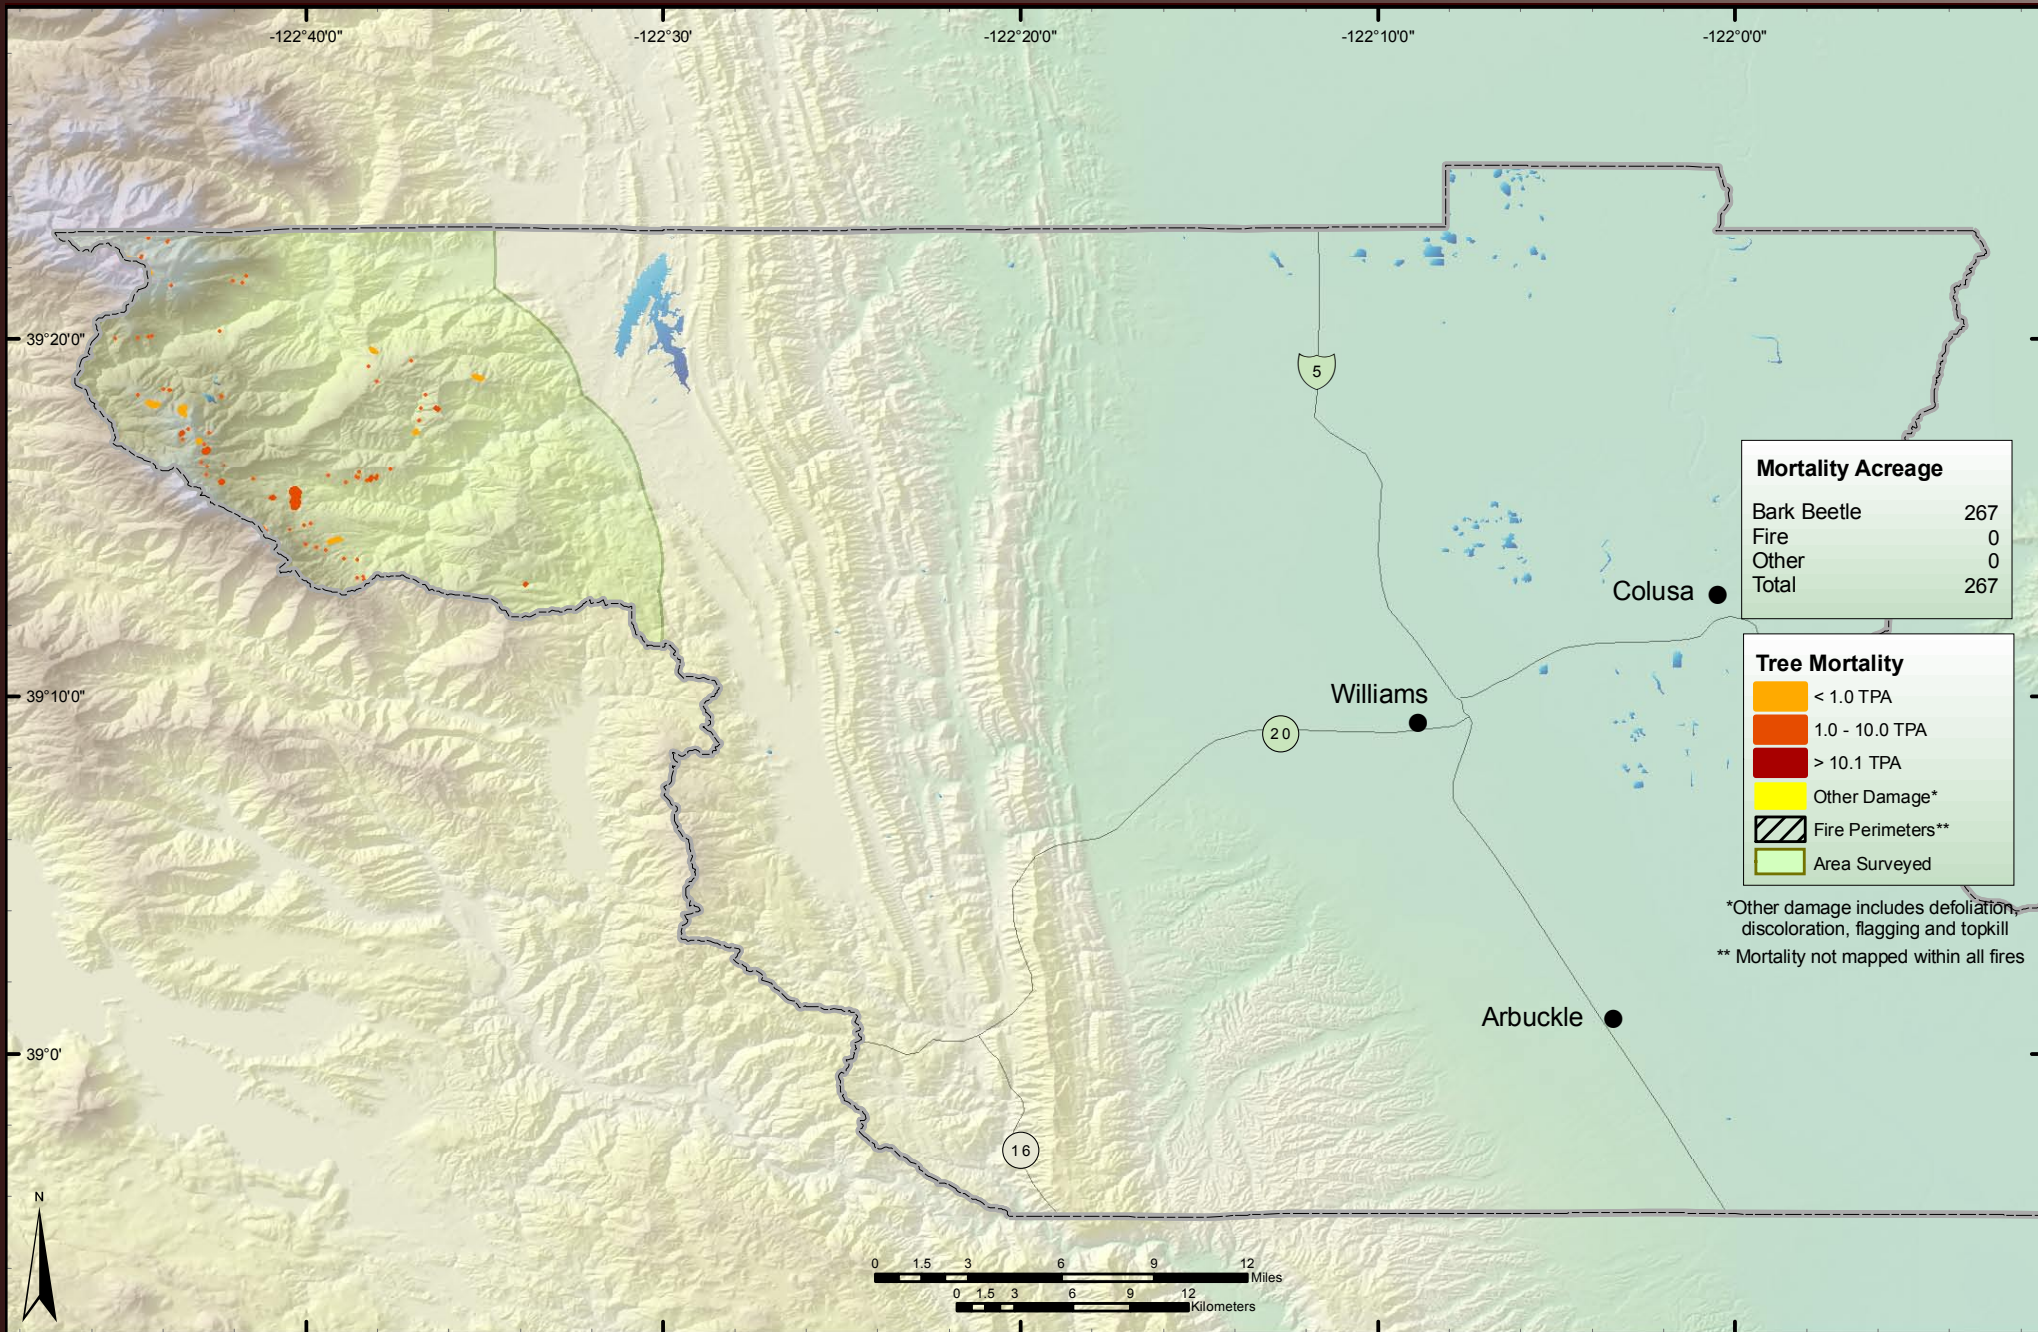 -122°40'0"
-122°30'
-122°20'0"
-122°10'0"
-122°0'0"
39°20'0"
5
Mortality Acreage
Bark Beetle 267
Fire 0
Other 0
Total 267
Colusa
Tree Mortality
< 1.0 TPA
1.0 - 10.0 TPA
> 10.1 TPA
Other Damage*
Fire Perimeters**
Area Surveyed
39°10'0"
Williams
20
*Other damage includes defoliation,
discoloration, flagging and topkill
** Mortality not mapped within all fires
Arbuckle
39°0'
16
N
0 1.5 3 6 9 12
Miles
0 1.5 3 6 9 12
Kilometers